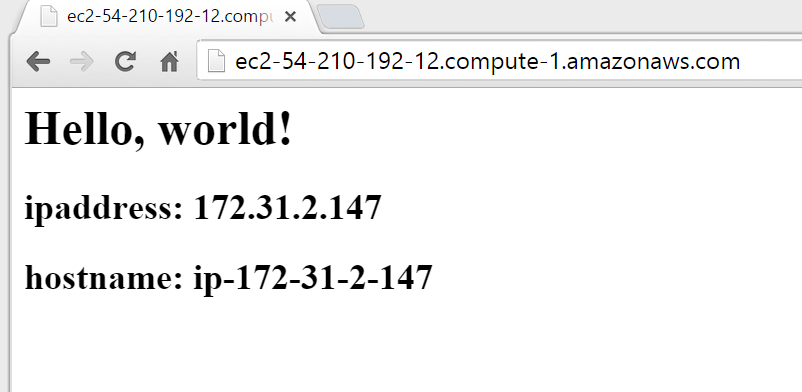 ec2-54-210-192-12.compu
ec2-54-210-192-12.compute-1.amazonaws.com
Hello, world!
ipaddress: 172.31.2.147
hostname: ip-172-31-2-147